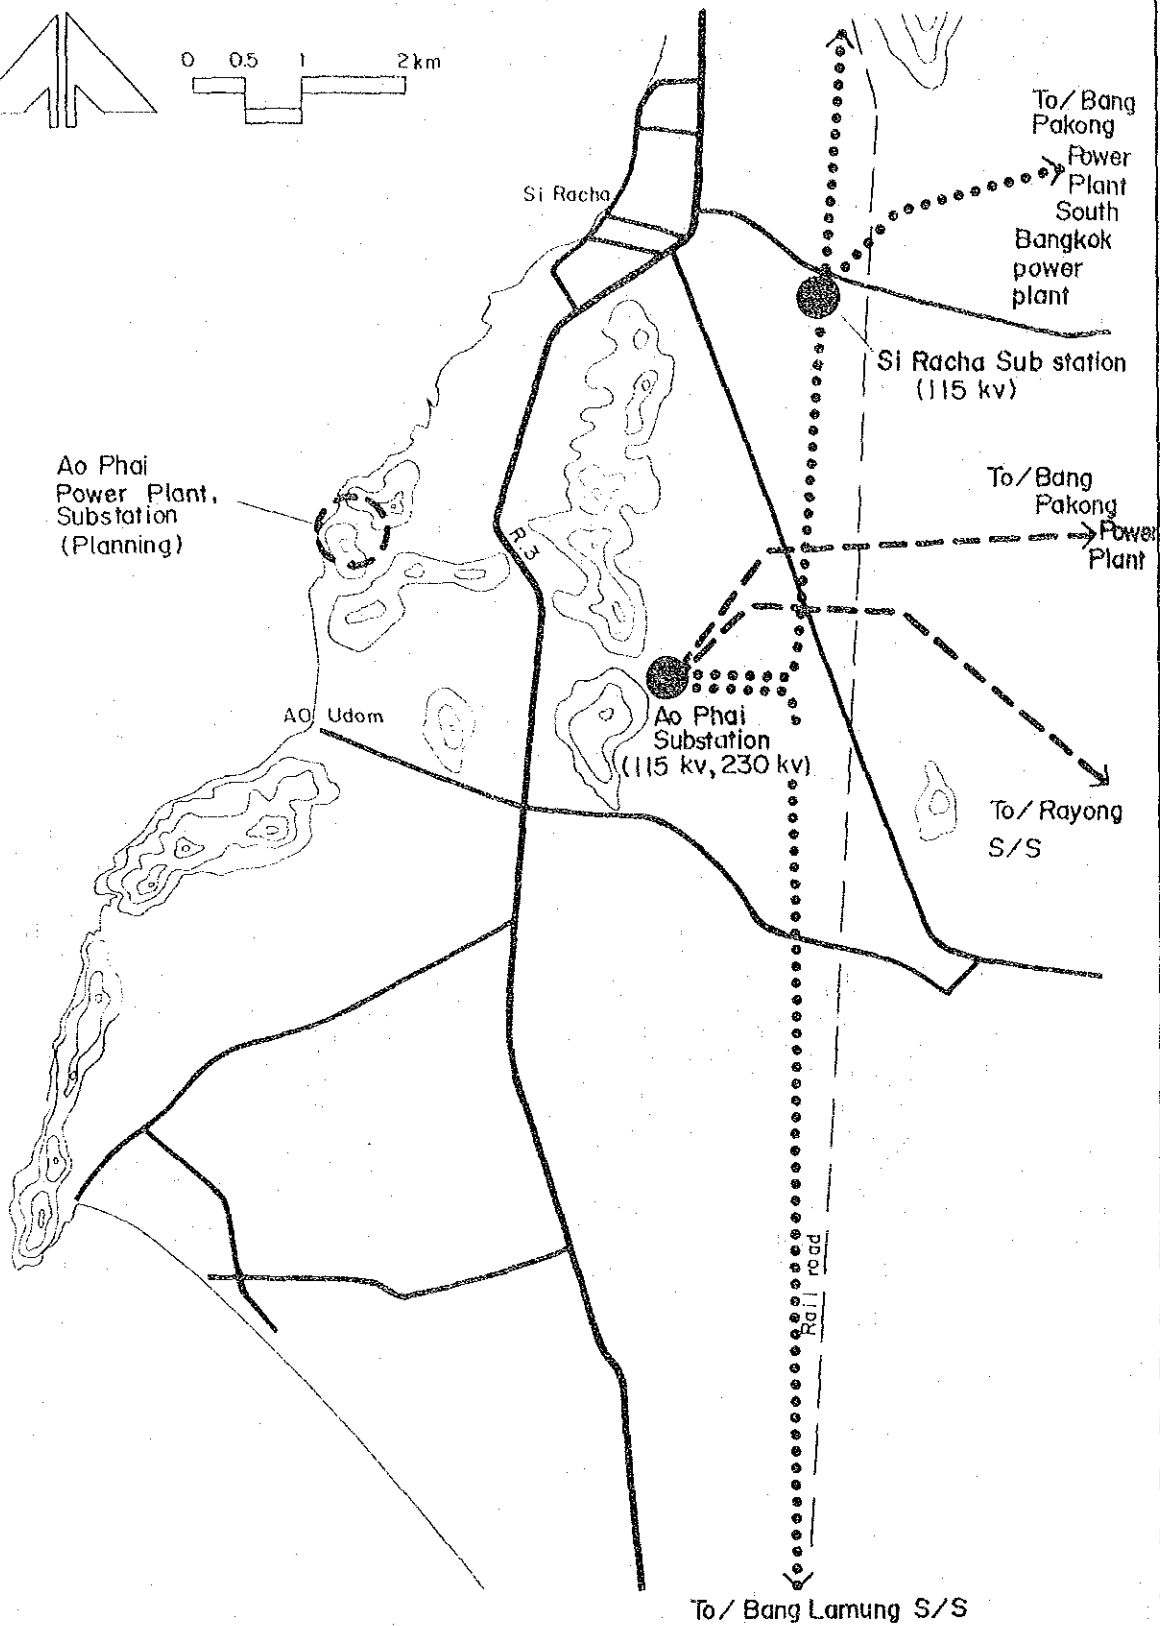 0 0.5 1 2 km
To/ Bang
Pakong
Power
Plant
South
Bangkok
power
plant
Si Racha
Si Racha Sub station
(115 kv)
Ao Phai
Power Plant,
Substation
(Planning)
To/Bang
Pakong
Power
Plant
R.3
Ao Udom
Ao Phai
Substation
(115 kv, 230 kv)
To/ Rayong
S/S
Rail road
To/ Bang Lamung S/S